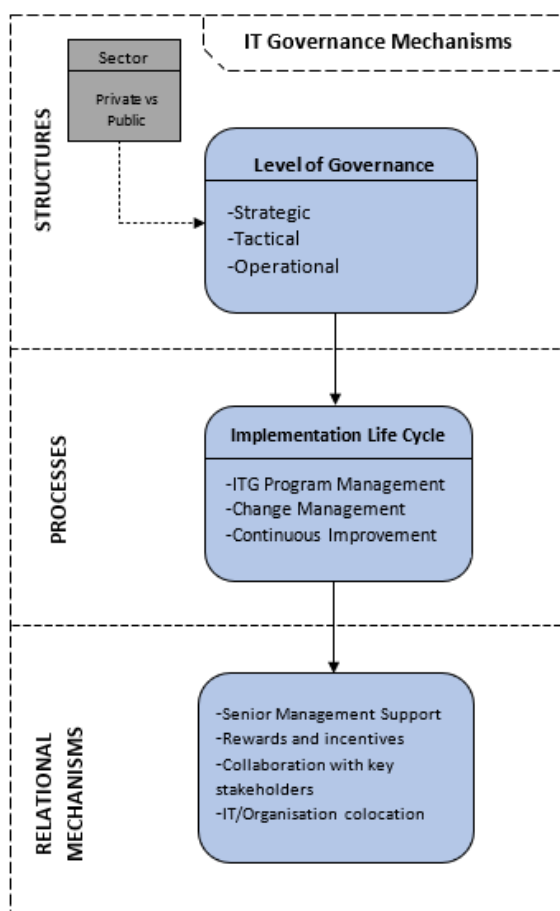 IT Governance Mechanisms
STRUCTURES
Sector
Private vs
Public
Level of Governance
-Strategic
-Tactical
-Operational
PROCESSES
Implementation Life Cycle
-ITG Program Management
-Change Management
-Continuous Improvement
RELATIONAL
MECHANISMS
-Senior Management Support
-Rewards and incentives
-Collaboration with key
stakeholders
-IT/Organisation colocation